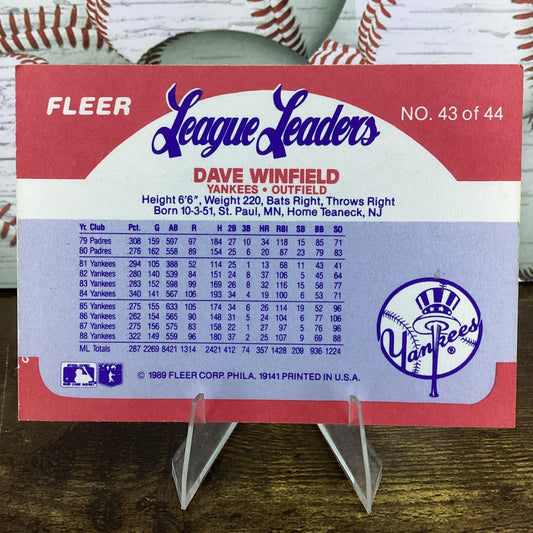 FLEER
League Leaders
NO. 43 of 44
DAVE WINFIELD
YANKEES • OUTFIELD
Height 6'6", Weight 220, Bats Right, Throws Right
Born 10-3-51, St. Paul, MN, Home Teaneck, NJ
Yr. Club Pct. G AB R H 2B 3B HR RBI SB BB SO
79 Padres .308 159 597 97 184 27 10 34 118 15 85 71
80 Padres .276 162 558 89 154 25 6 20 87 23 79 83
81 Yankees .294 105 388 52 114 25 1 13 68 11 43 41
82 Yankees .280 140 539 84 151 24 8 37 106 5 45 64
83 Yankees .283 152 598 99 169 26 8 32 116 15 58 77
84 Yankees .340 141 567 106 193 34 4 19 100 6 53 71
85 Yankees .275 155 633 105 174 34 6 26 114 19 52 96
86 Yankees .262 154 565 90 148 31 5 24 104 6 77 106
87 Yankees .275 156 575 83 158 22 1 27 97 5 76 96
88 Yankees .322 149 559 96 180 37 2 25 107 9 69 88
ML Totals .287 2269 8421 1314 2421 412 74 357 1428 209 936 1224
Yankees ®
© 1989 FLEER CORP. PHILA. 19141 PRINTED IN U.S.A.